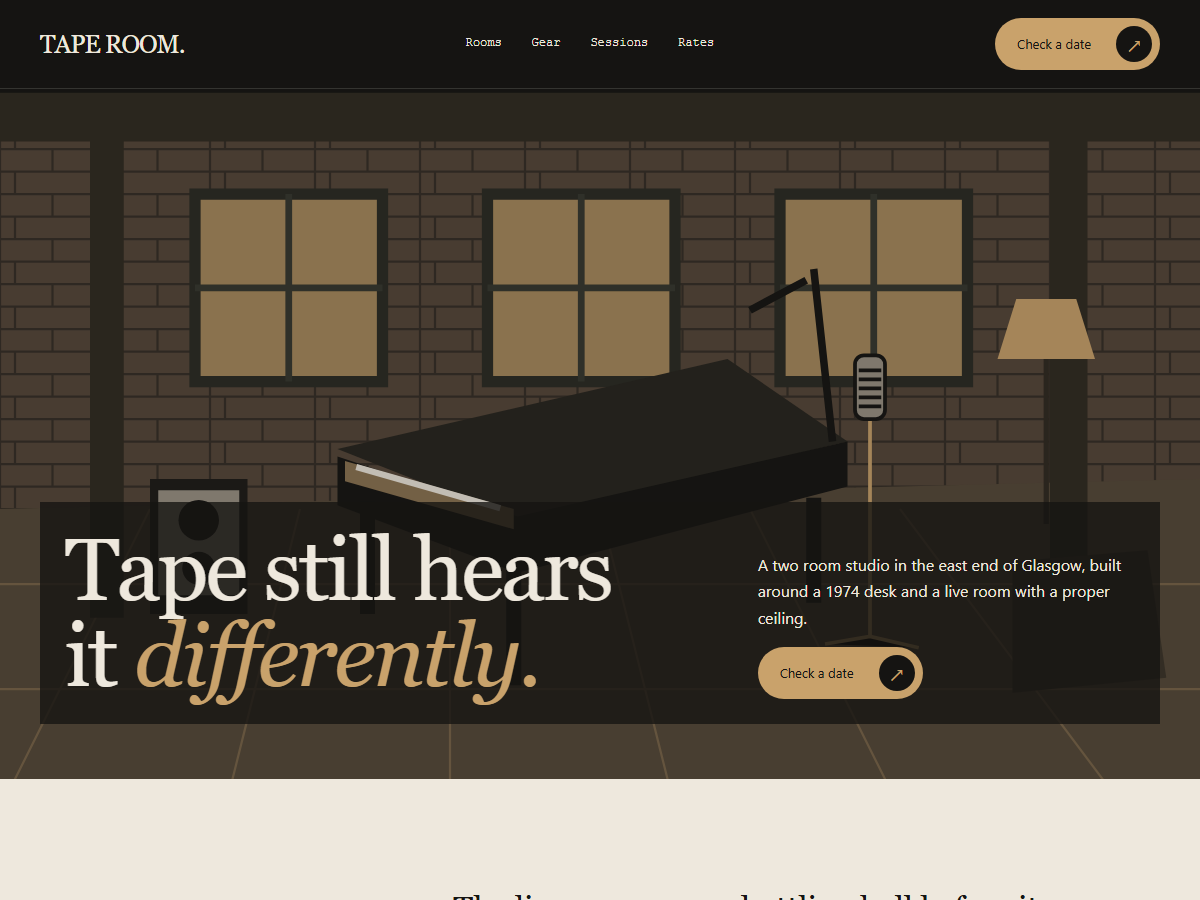 TAPE ROOM.
Rooms Gear Sessions Rates
Check a date
Tape still hears
it differently.
A two room studio in the east end of Glasgow, built
around a 1974 desk and a live room with a proper
ceiling.
Check a date